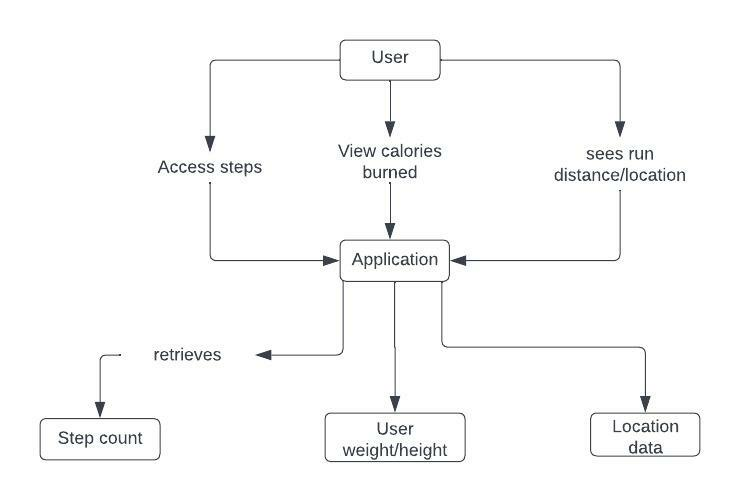 User
Access steps
View calories
burned
sees run
distance/location
Application
retrieves
Step count
User
weight/height
Location
data